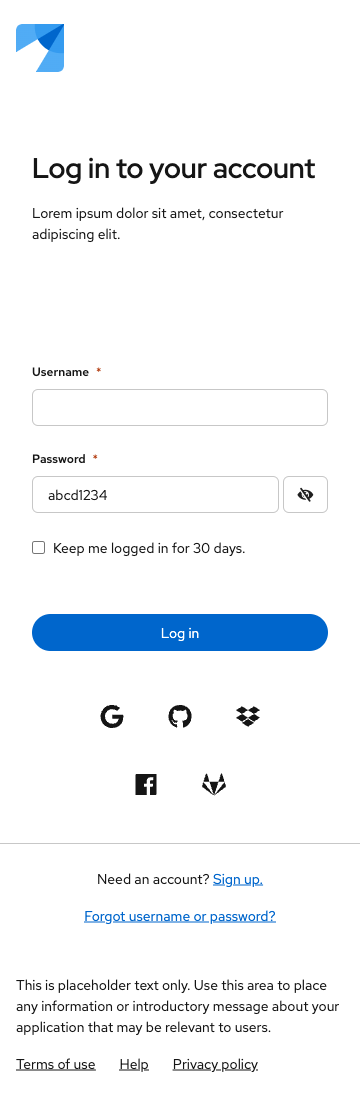 Log in to your account
Lorem ipsum dolor sit amet, consectetur
adipiscing elit.
Username *
Password *
abcd1234
Keep me logged in for 30 days.
Log in
Need an account? Sign up.
Forgot username or password?
This is placeholder text only. Use this area to place
any information or introductory message about your
application that may be relevant to users.
Terms of use Help Privacy policy